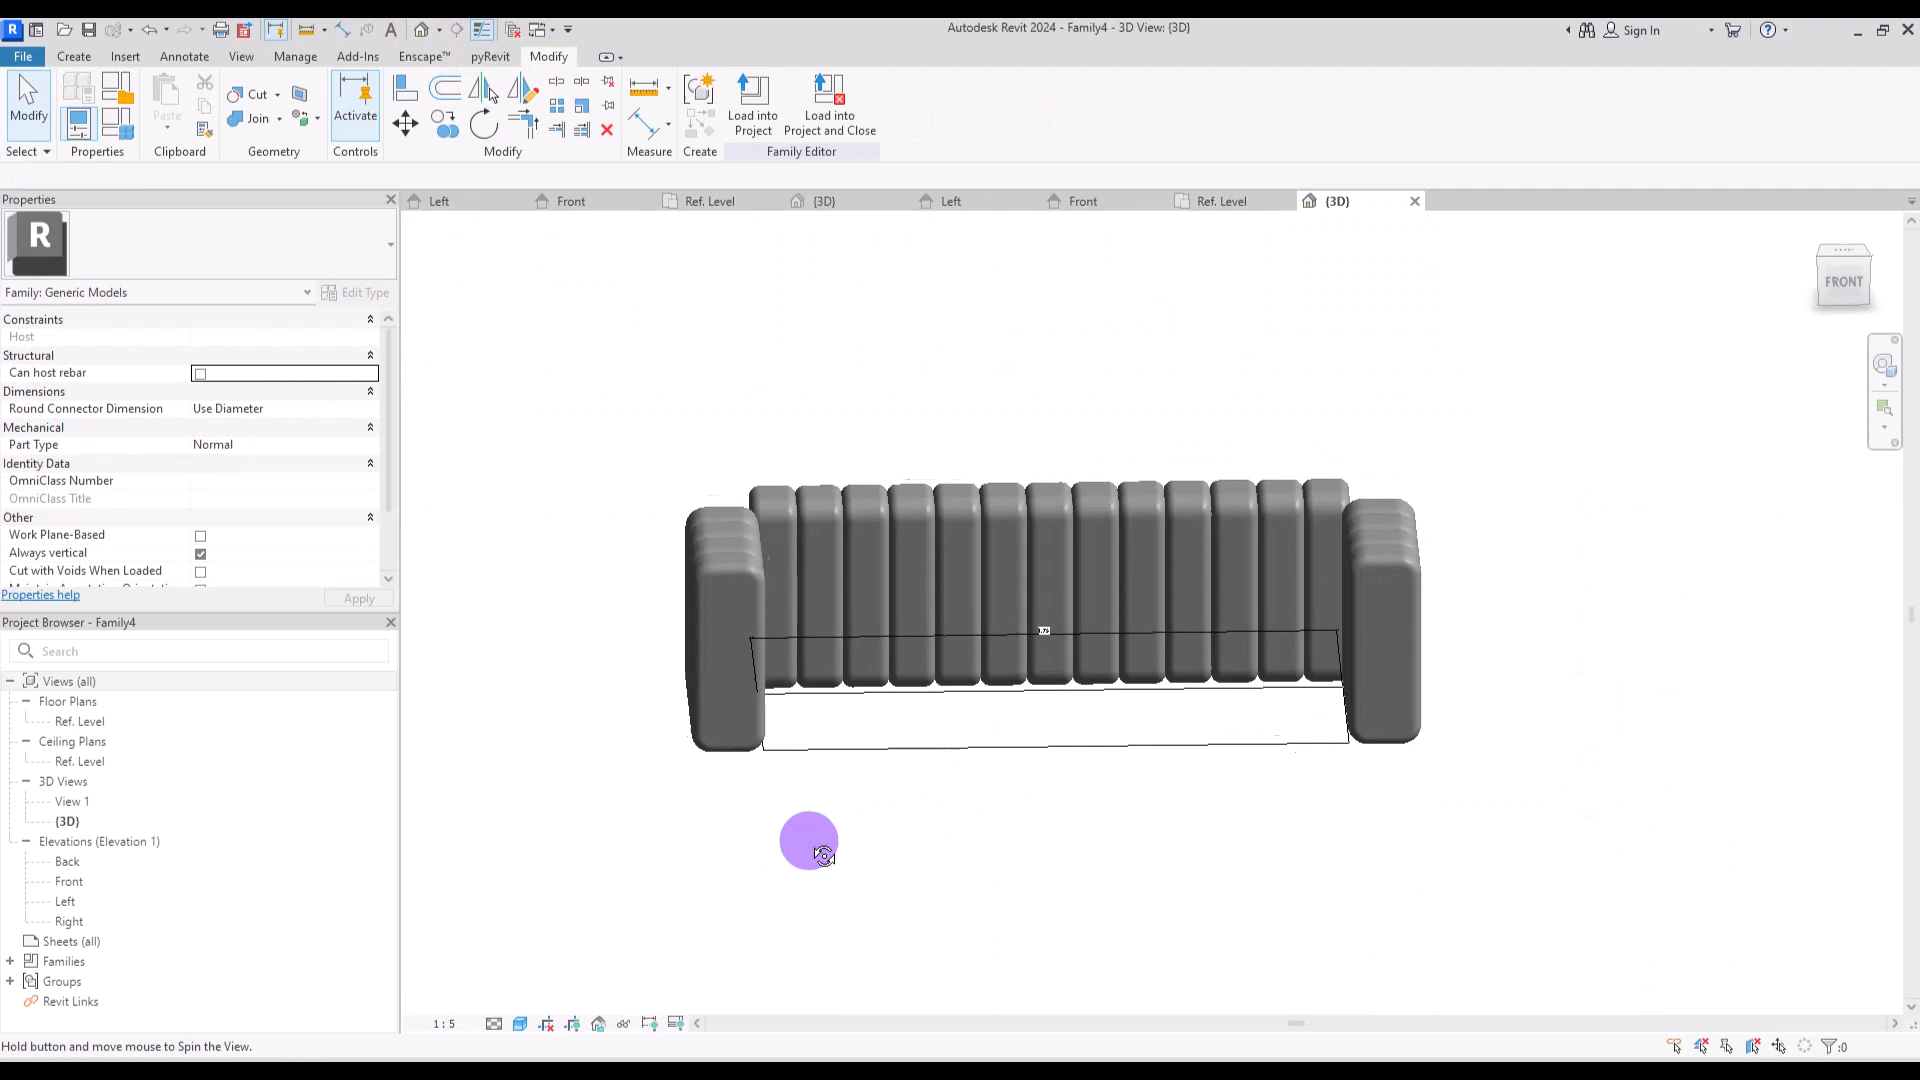 Autodesk Revit 2024 - Family4 - 3D View: {3D}
Sign In
File Create Insert Annotate View Manage Add-Ins Enscape™ pyRevit Modify
Modify
Paste
Cut
Join
Activate
Load into Project
Load into Project and Close
Select Properties Clipboard Geometry Controls Modify Measure Create Family Editor
Properties
Left Front Ref. Level {3D} Left Front Ref. Level {3D}
R
Family: Generic Models
Edit Type
Constraints
Host
Structural
Can host rebar
Dimensions
Round Connector Dimension Use Diameter
Mechanical
Part Type Normal
Identity Data
OmniClass Number
OmniClass Title
Other
Work Plane-Based
Always vertical
Cut with Voids When Loaded
Properties help
Apply
FRONT
Project Browser - Family4
Search
Views (all)
Floor Plans
Ref. Level
Ceiling Plans
Ref. Level
3D Views
View 1
{3D}
Elevations (Elevation 1)
Back
Front
Left
Right
Sheets (all)
Families
Groups
Revit Links
1 : 5
Hold button and move mouse to Spin the View.
:0